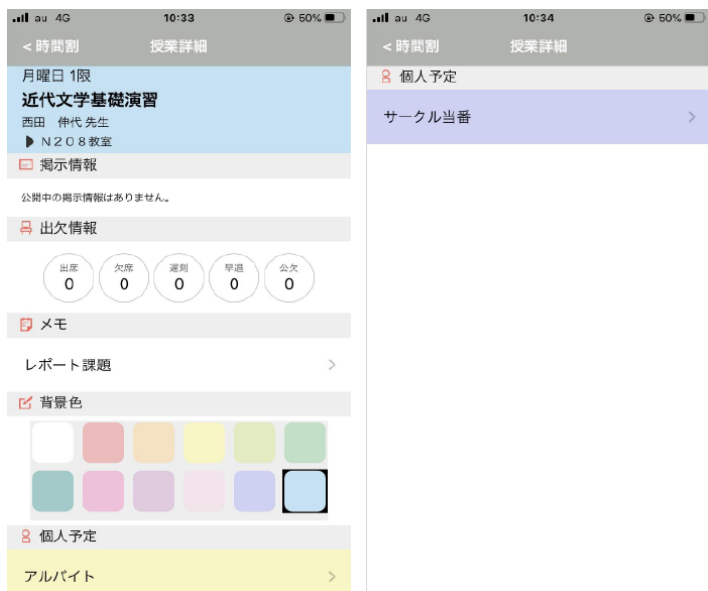 au 4G 10:33 50%
<時間割 授業詳細
月曜日 1限
近代文学基礎演習
西田 伸代 先生
N208教室
掲示情報
公開中の掲示情報はありません。
出欠情報
出席 欠席 遅刻 早退 公欠
0 0 0 0 0
メモ
レポート課題
背景色
個人予定
アルバイト
au 4G 10:34 50%
<時間割 授業詳細
個人予定
サークル当番